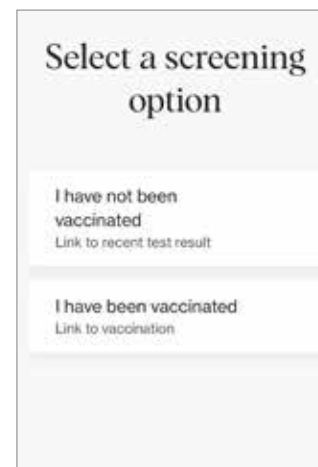 Select a screening
option
I have not been
vaccinated
Link to recent test result
I have been vaccinated
Link to vaccination